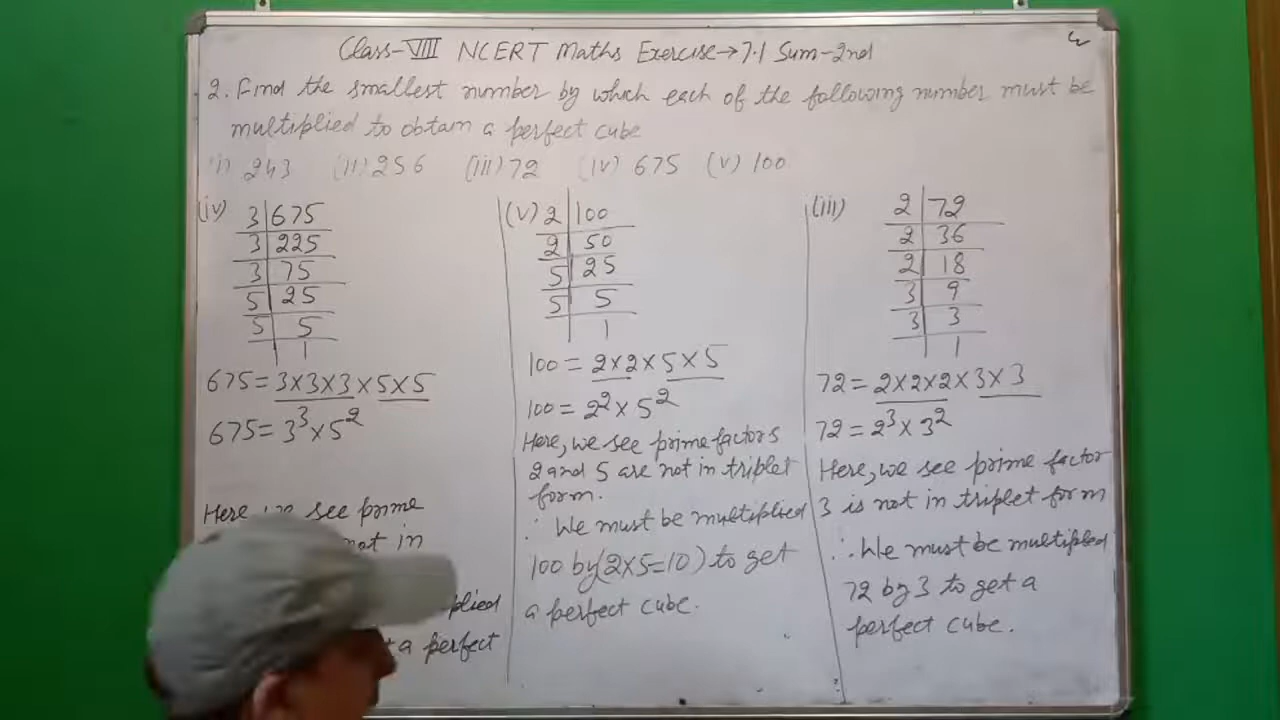 Class-VIII NCERT Maths Exercise→7.1 Sum-2nd
2. Find the smallest number by which each of the following number must be
multiplied to obtain a perfect cube
(i) 243 (ii) 256 (iii) 72 (iv) 675 (v) 100
(iv) 3 | 675
3 | 225
3 | 75
5 | 25
5 | 5
| 1
675 = 3×3×3×5×5
675 = 3³×5²
Here, we see prime
not in
plied
a perfect
(v) 2 | 100
2 | 50
5 | 25
5 | 5
| 1
100 = 2×2×5×5
100 = 2²×5²
Here, we see prime factors
2 and 5 are not in triplet
form.
∴ We must be multiplied
100 by (2×5=10) to get
a perfect cube.
(iii) 2 | 72
2 | 36
2 | 18
3 | 9
3 | 3
| 1
72 = 2×2×2×3×3
72 = 2³×3²
Here, we see prime factor
3 is not in triplet form
∴ We must be multiplied
72 by 3 to get a
perfect cube.